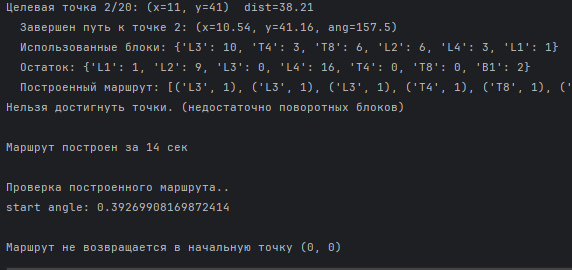 Целевая точка 2/20: (x=11, y=41)  dist=38.21
Завершен путь к точке 2: (x=10.54, y=41.16, ang=157.5)
Использованные блоки: {'L3': 10, 'T4': 3, 'T8': 6, 'L2': 6, 'L4': 3, 'L1': 1}
Остаток: {'L1': 1, 'L2': 9, 'L3': 0, 'L4': 16, 'T4': 0, 'T8': 0, 'B1': 2}
Построенный маршрут: [('L3', 1), ('L3', 1), ('L3', 1), ('T4', 1), ('T8', 1), ('
Нельзя достигнуть точки. (недостаточно поворотных блоков)
Маршрут построен за 14 сек
Проверка построенного маршрута..
start angle: 0.39269908169872414
Маршрут не возвращается в начальную точку (0, 0)